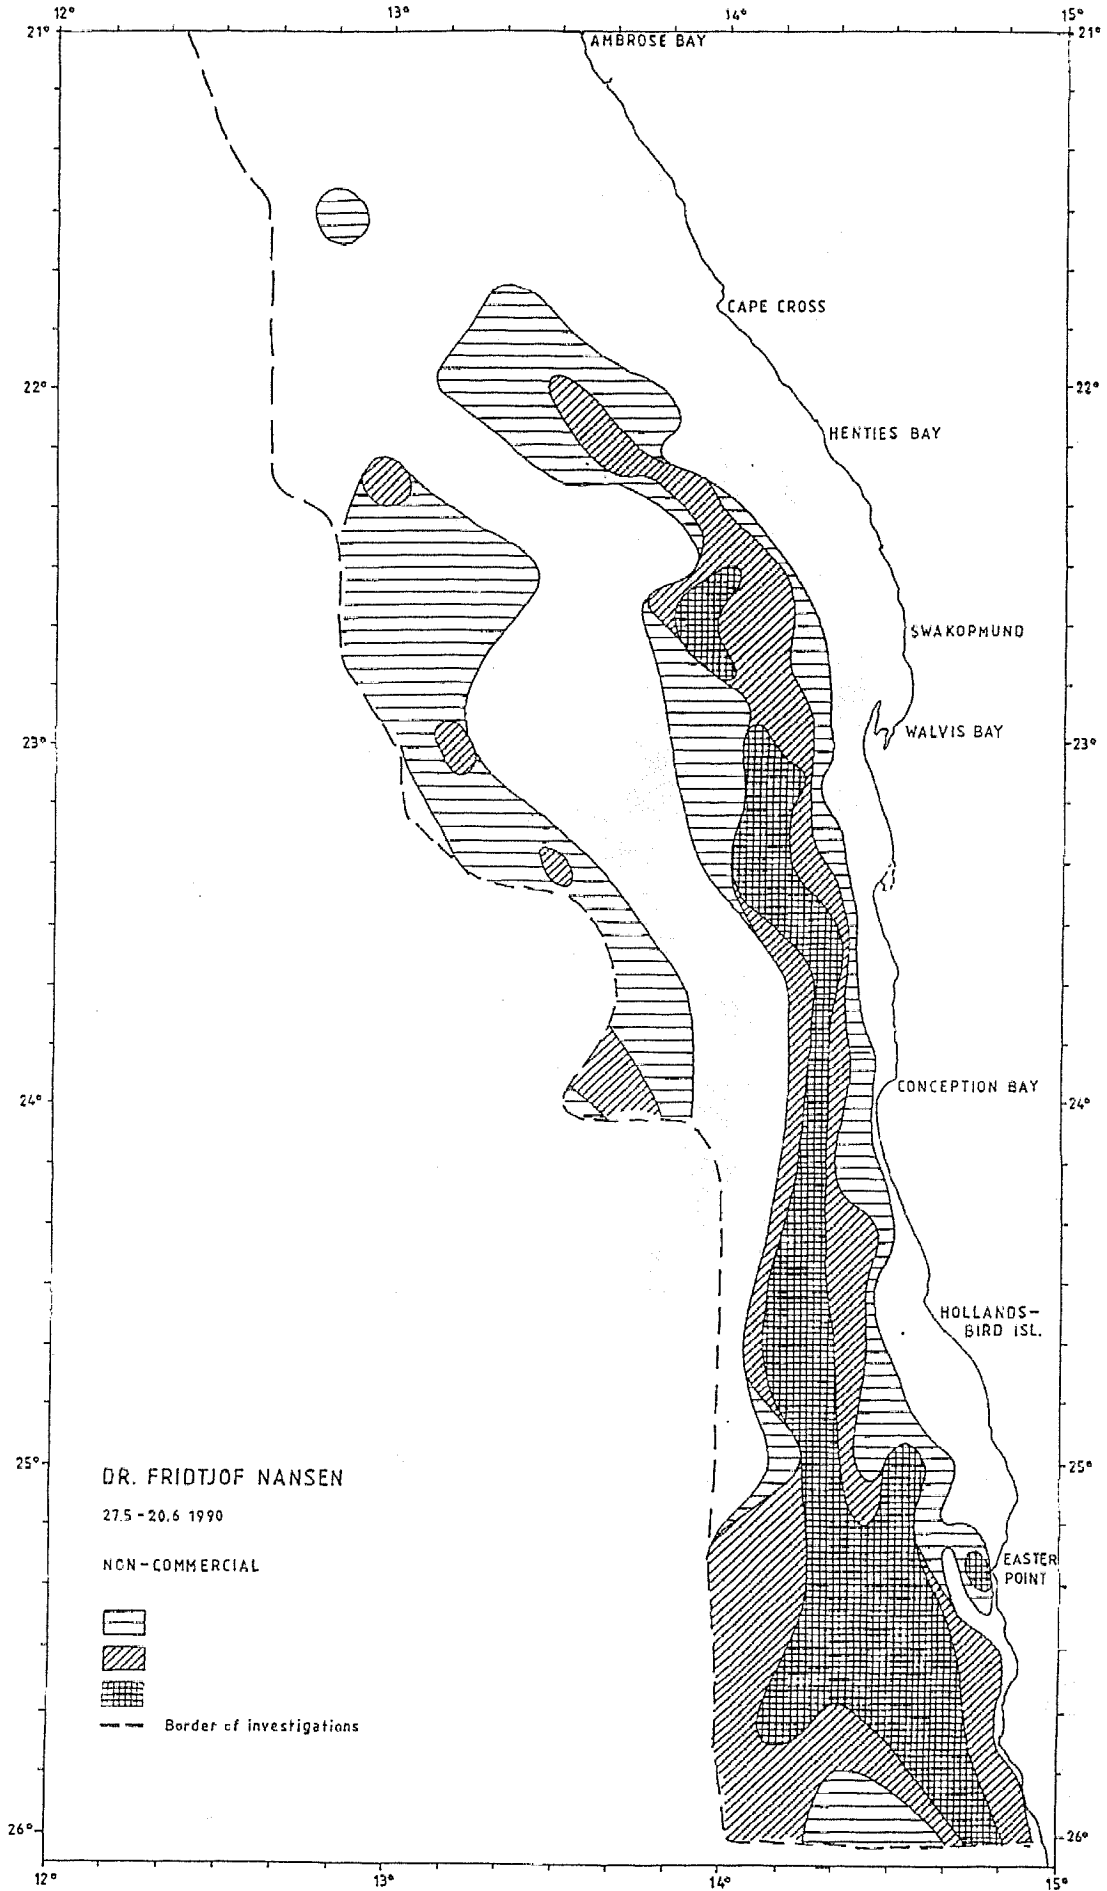 12° 13° 14° 15°
21° 21°
AMBROSE BAY
CAPE CROSS
22° 22°
HENTIES BAY
SWAKOPMUND
WALVIS BAY
23° 23°
CONCEPTION BAY
24° 24°
HOLLANDS-
BIRD ISL.
25° 25°
DR. FRIDTJOF NANSEN
27.5 - 20.6 1990
EASTER
POINT
NON-COMMERCIAL
Border of investigations
26° 26°
12° 13° 14° 15°